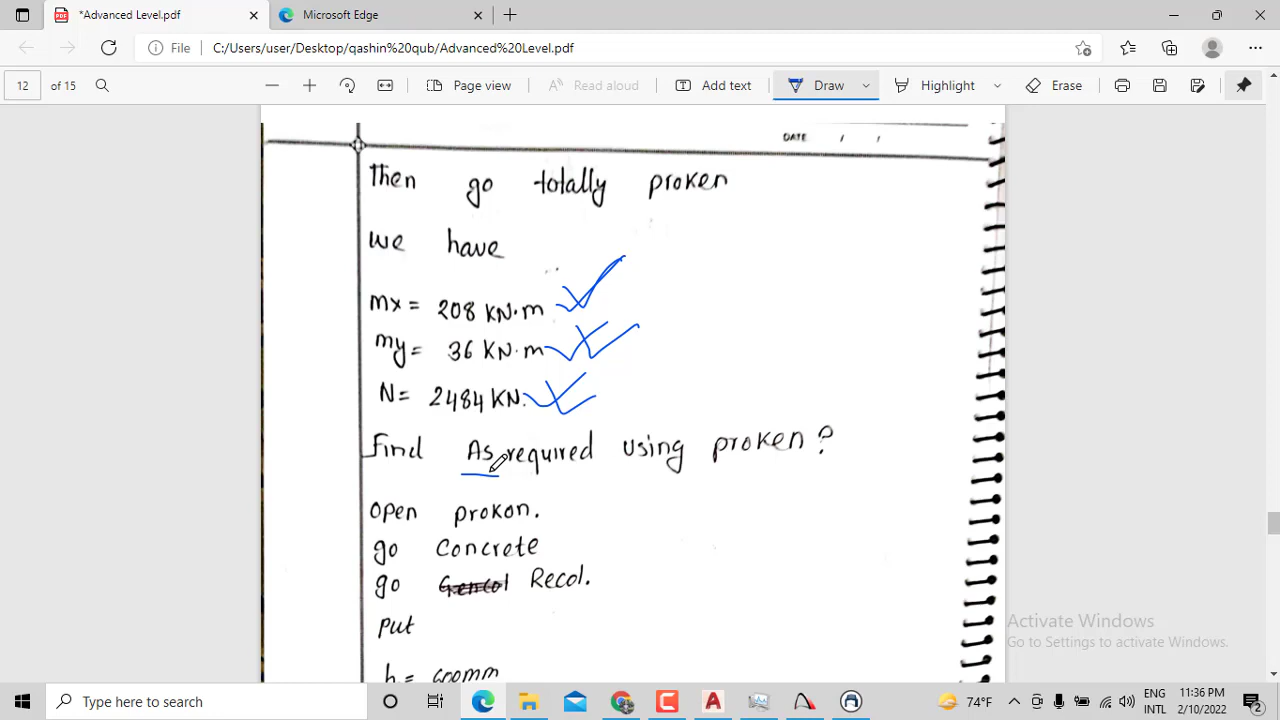 *Advanced Level.pdf
Microsoft Edge
File C:/Users/user/Desktop/qashin%20qub/Advanced%20Level.pdf
12 of 15 Page view Read aloud Add text Draw Highlight Erase
DATE / /
Then go totally proken
we have
mx = 208 KN.m
my = 36 KN.m
N = 2484 KN.
Find As required using proken?
open prokon.
go Concrete
go Recol.
put
h = 600mm
Activate Windows
Go to Settings to activate Windows.
Type here to search
74°F
ENG
INTL
1:36 PM
2/10/2022
2